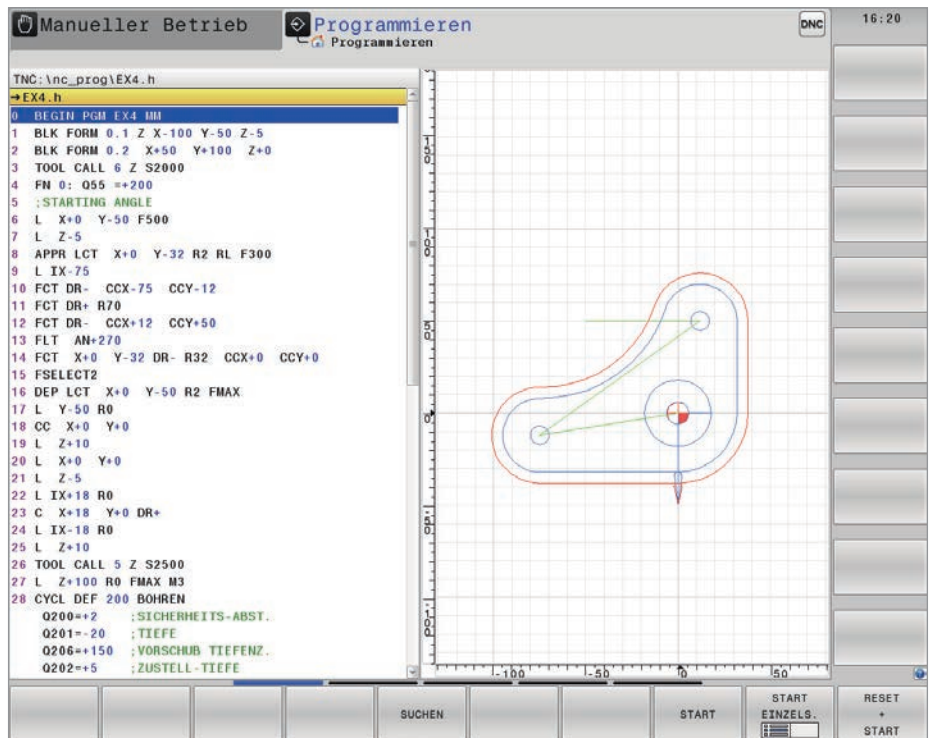 Manueller Betrieb
Programmieren
Programmieren
DNC
16:20
TNC:\nc_prog\EX4.h
→EX4.h
0 BEGIN PGM EX4 MM
1 BLK FORM 0.1 Z X-100 Y-50 Z-5
2 BLK FORM 0.2 X+50 Y+100 Z+0
3 TOOL CALL 6 Z S2000
4 FN 0: Q55 =+200
5 ;STARTING ANGLE
6 L X+0 Y-50 F500
7 L Z-5
8 APPR LCT X+0 Y-32 R2 RL F300
9 L IX-75
10 FCT DR- CCX-75 CCY-12
11 FCT DR+ R70
12 FCT DR- CCX+12 CCY+50
13 FLT AN+270
14 FCT X+0 Y-32 DR- R32 CCX+0 CCY+0
15 FSELECT2
16 DEP LCT X+0 Y-50 R2 FMAX
17 L Y-50 R0
18 CC X+0 Y+0
19 L Z+10
20 L X+0 Y+0
21 L Z-5
22 L IX+18 R0
23 C X+18 Y+0 DR+
24 L IX-18 R0
25 L Z+10
26 TOOL CALL 5 Z S2500
27 L Z+100 R0 FMAX M3
28 CYCL DEF 200 BOHREN
Q200=+2 ;SICHERHEITS-ABST.
Q201=-20 ;TIEFE
Q206=+150 ;VORSCHUB TIEFENZ.
Q202=+5 ;ZUSTELL-TIEFE
150
100
50
0
-50
-100
-100
-50
0
50
SUCHEN
START
START
EINZELS.
RESET
+
START